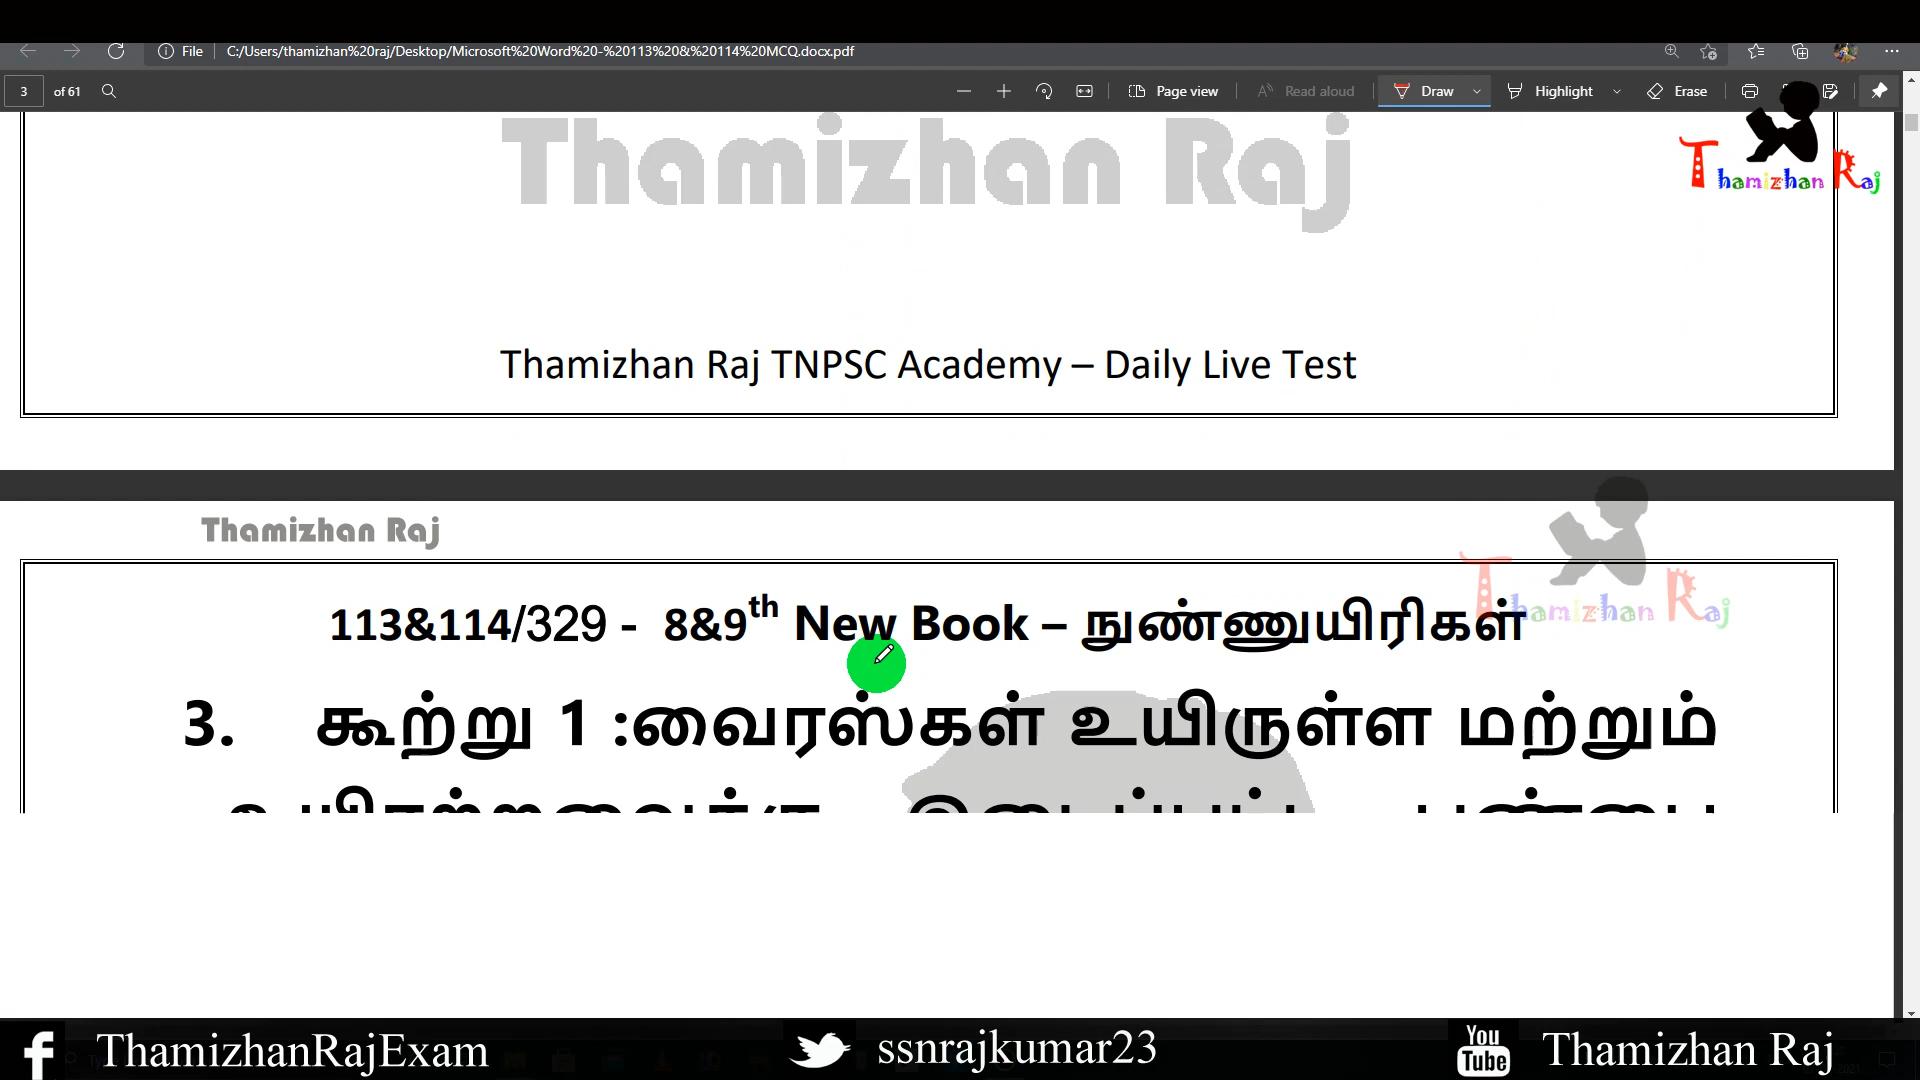 File C:/Users/thamizhan%20raj/Desktop/Microsoft%20Word%20-%20113%20&%20114%20MCQ.docx.pdf
3 of 61 Page view Read aloud Draw Highlight Erase
Thamizhan Raj
Thamizhan Raj
Thamizhan Raj TNPSC Academy – Daily Live Test
Thamizhan Raj
Thamizhan Raj
113&114/329 - 8&9th New Book – நுண்ணுயிரிகள்
3. கூற்று 1 :வைரஸ்கள் உயிருள்ள மற்றும்
ThamizhanRajExam ssnrajkumar23 You Tube Thamizhan Raj